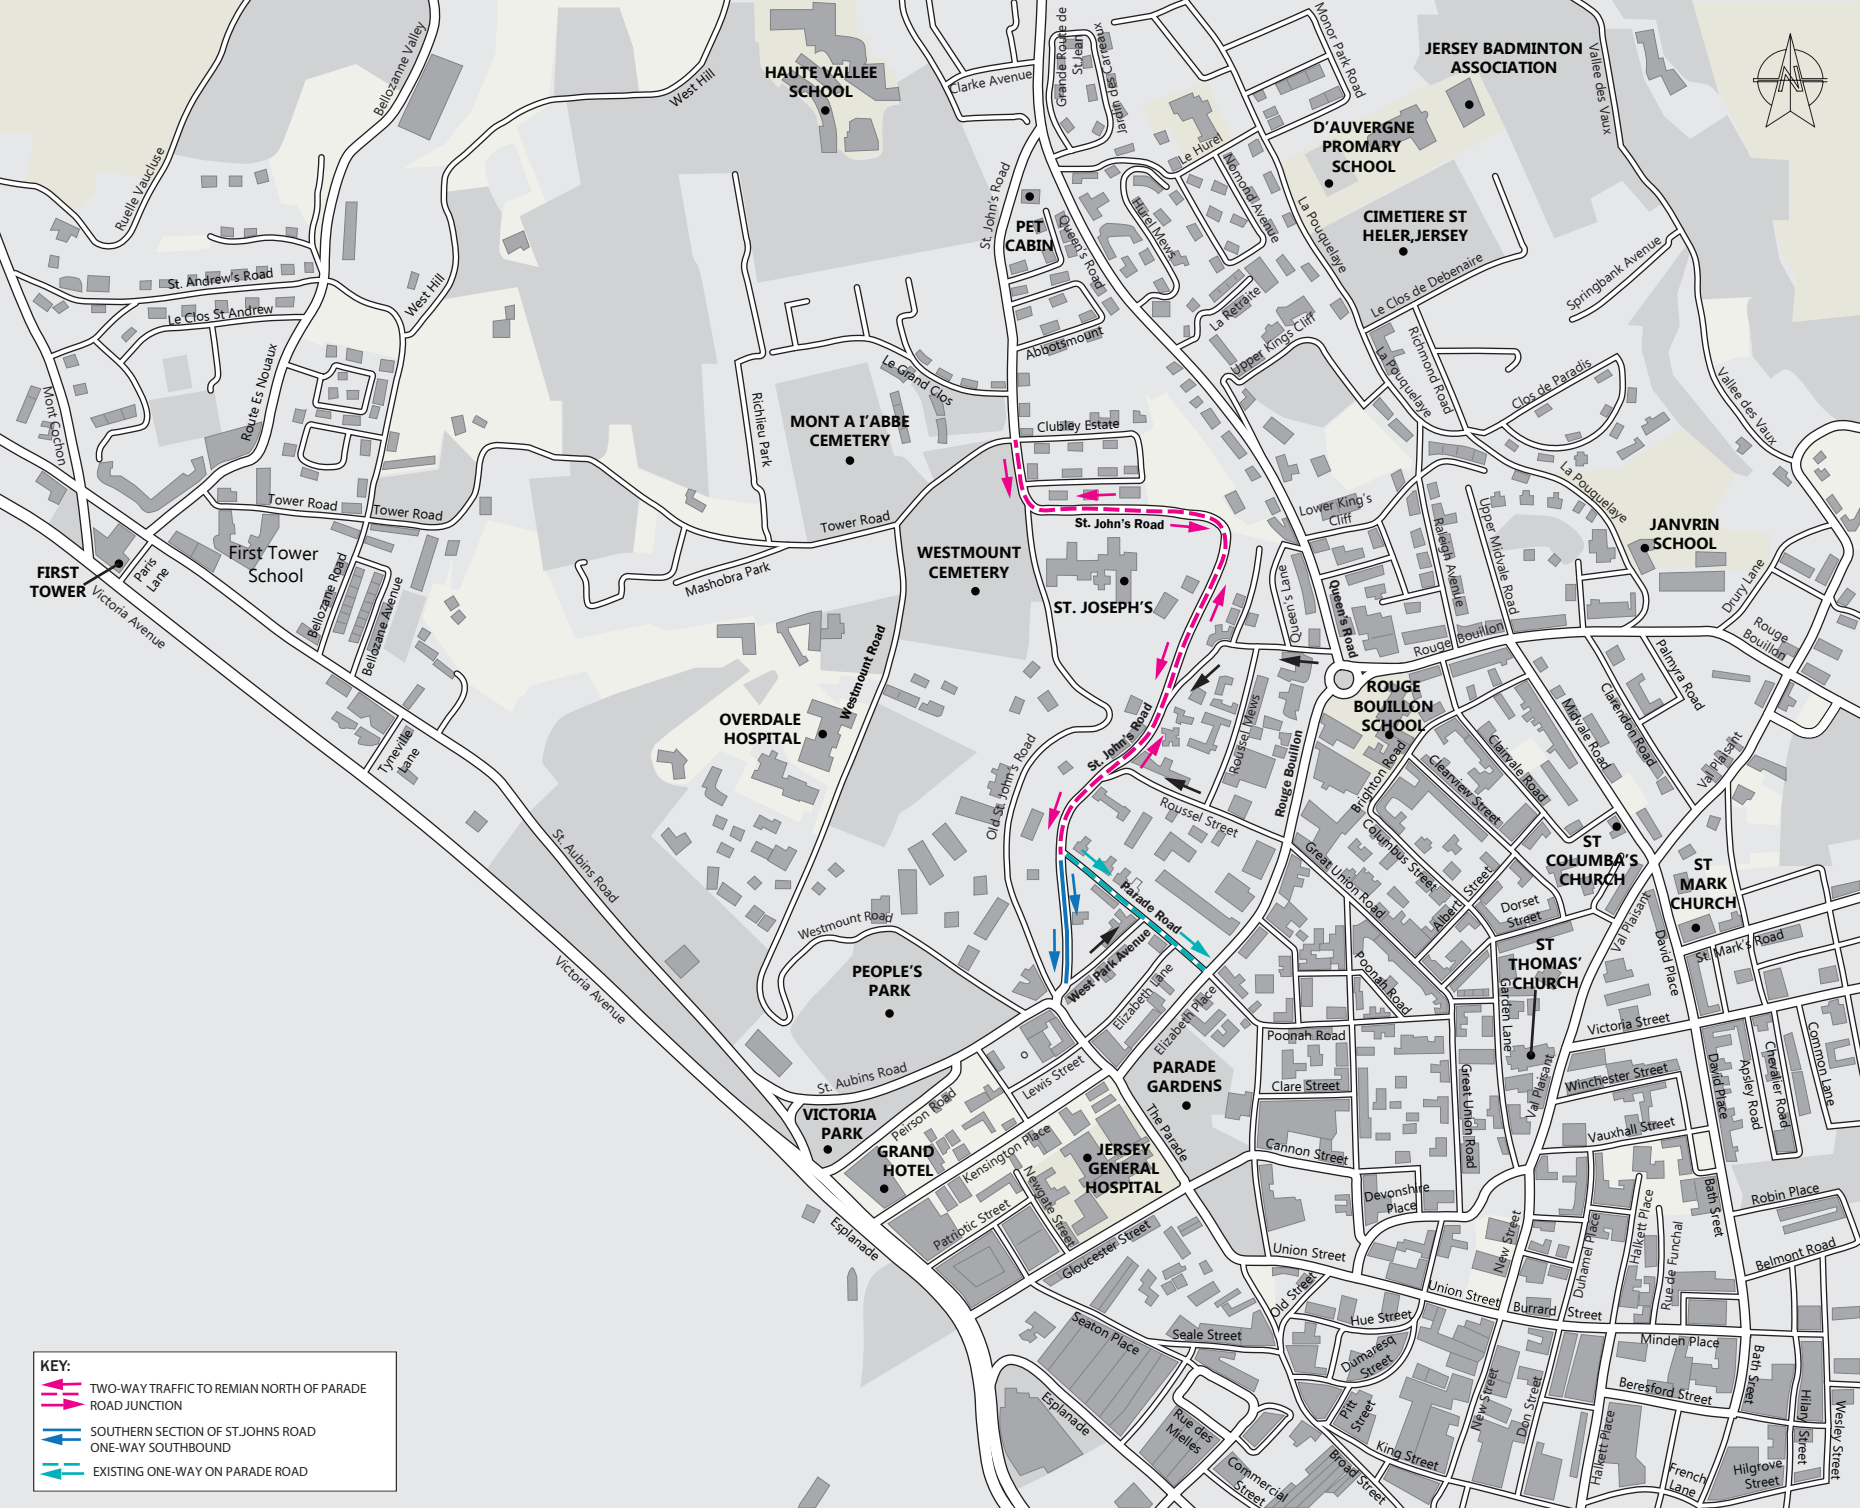 Bellozanne Valley
West Hill
HAUTE VALLEE
SCHOOL
Clarke Avenue
Grande Route de
St.Jean
Jardin des Carreaux
Monor Park Road
JERSEY BADMINTON
ASSOCIATION
Vallee des Vaux
N
Ruelle Vaucluse
St. John's Road
PET
CABIN
Queen's Road
Le Hurel
Hurel Mews
Nomond Avenue
La Pouquelaye
D'AUVERGNE
PROMARY
SCHOOL
CIMETIERE ST
HELER,JERSEY
Le Clos de Debenaire
Springbank Avenue
St. Andrew's Road
Le Clos St Andrew
West Hill
Route Es Nouaux
Mont Cochon
La Retraite
Upper Kings Cliff
Abbotsmount
Le Grand Clos
Richlieu Park
MONT A I'ABBE
CEMETERY
Clubley Estate
La Pouquelaye
Richmond Road
Clos de Paradis
Vallee des Vaux
La Pouquelaye
Tower Road
Tower Road
Tower Road
First Tower
School
FIRST
TOWER
Paris
Lane
Victoria Avenue
Bellozane Road
Bellozane Avenue
Mashobra Park
WESTMOUNT
CEMETERY
St. John's Road
ST. JOSEPH'S
Lower King's
Cliff
Queen's Lane
Queen's Road
Raleigh Avenue
Upper Midvale Road
JANVRIN
SCHOOL
Drury Lane
Rouge
Bouillon
Rouge Bouillon
Palmyra Road
Clarendon Road
Midvale Road
Val Plaisant
Westmount Road
OVERDALE
HOSPITAL
Tyneville
Lane
Old St. John's Road
St. John's Road
Roussel Mews
Roussel Street
Rouge Bouillon
ROUGE
BOUILLON
SCHOOL
Brighton Road
Clairvale Road
Clearview Street
Columbus Street
Great Union Road
Albert Street
Dorset
Street
ST
COLUMBA'S
CHURCH
ST
MARK
CHURCH
St. Mark's Road
Val Plaisant
David Place
ST
THOMAS'
CHURCH
St. Aubins Road
Victoria Avenue
Westmount Road
PEOPLE'S
PARK
Parade Road
West Park Avenue
Elizabeth Lane
Elizabeth Place
Poonah Road
Poonah Road
Garden Lane
Victoria Street
Winchester Street
Val Plaisant
David Place
Apsley Road
Chevalier Road
Common Lane
St. Aubins Road
Lewis Street
Peirson Road
VICTORIA
PARK
GRAND
HOTEL
Kensington Place
Newgate Street
Patriotic Street
JERSEY
GENERAL
HOSPITAL
PARADE
GARDENS
The Parade
Clare Street
Cannon Street
Great Union Road
Vauxhall Street
Devonshire
Place
Robin Place
Bath Sreet
Belmont Road
Esplanade
Gloucester Street
Union Street
Old Street
Union Street
New Street
Burrard Street
Duhamel Place
Halkett Place
Rue de Funchal
Minden Place
Seaton Place
Seale Street
Hue Street
Dumaresq
Street
Pitt
Street
Beresford Street
Bath Sreet
Hilary Street
Wesley Street
Esplanade
Rue des
Mielles
Commercial
Street
Broad Street
King Street
New Street
Don Street
Halkett Place
French
Lane
Hilgrove
Street
KEY:
TWO-WAY TRAFFIC TO REMIAN NORTH OF PARADE
ROAD JUNCTION
SOUTHERN SECTION OF ST.JOHNS ROAD
ONE-WAY SOUTHBOUND
EXISTING ONE-WAY ON PARADE ROAD